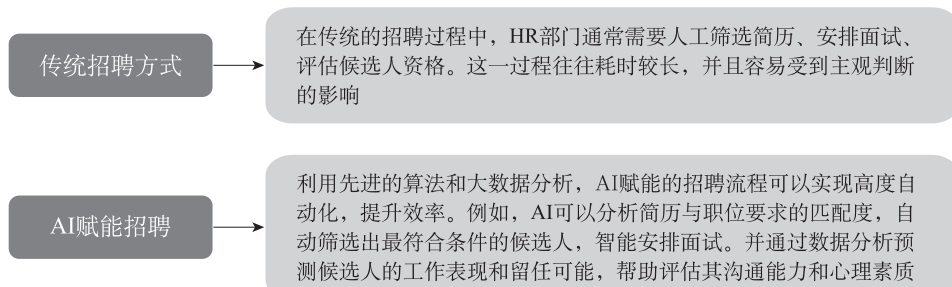 传统招聘方式
在传统的招聘过程中，HR部门通常需要人工筛选简历、安排面试、
评估候选人资格。这一过程往往耗时较长，并且容易受到主观判断
的影响
AI赋能招聘
利用先进的算法和大数据分析，AI赋能的招聘流程可以实现高度自
动化，提升效率。例如，AI可以分析简历与职位要求的匹配度，自
动筛选出最符合条件的候选人，智能安排面试。并通过数据分析预
测候选人的工作表现和留任可能，帮助评估其沟通能力和心理素质